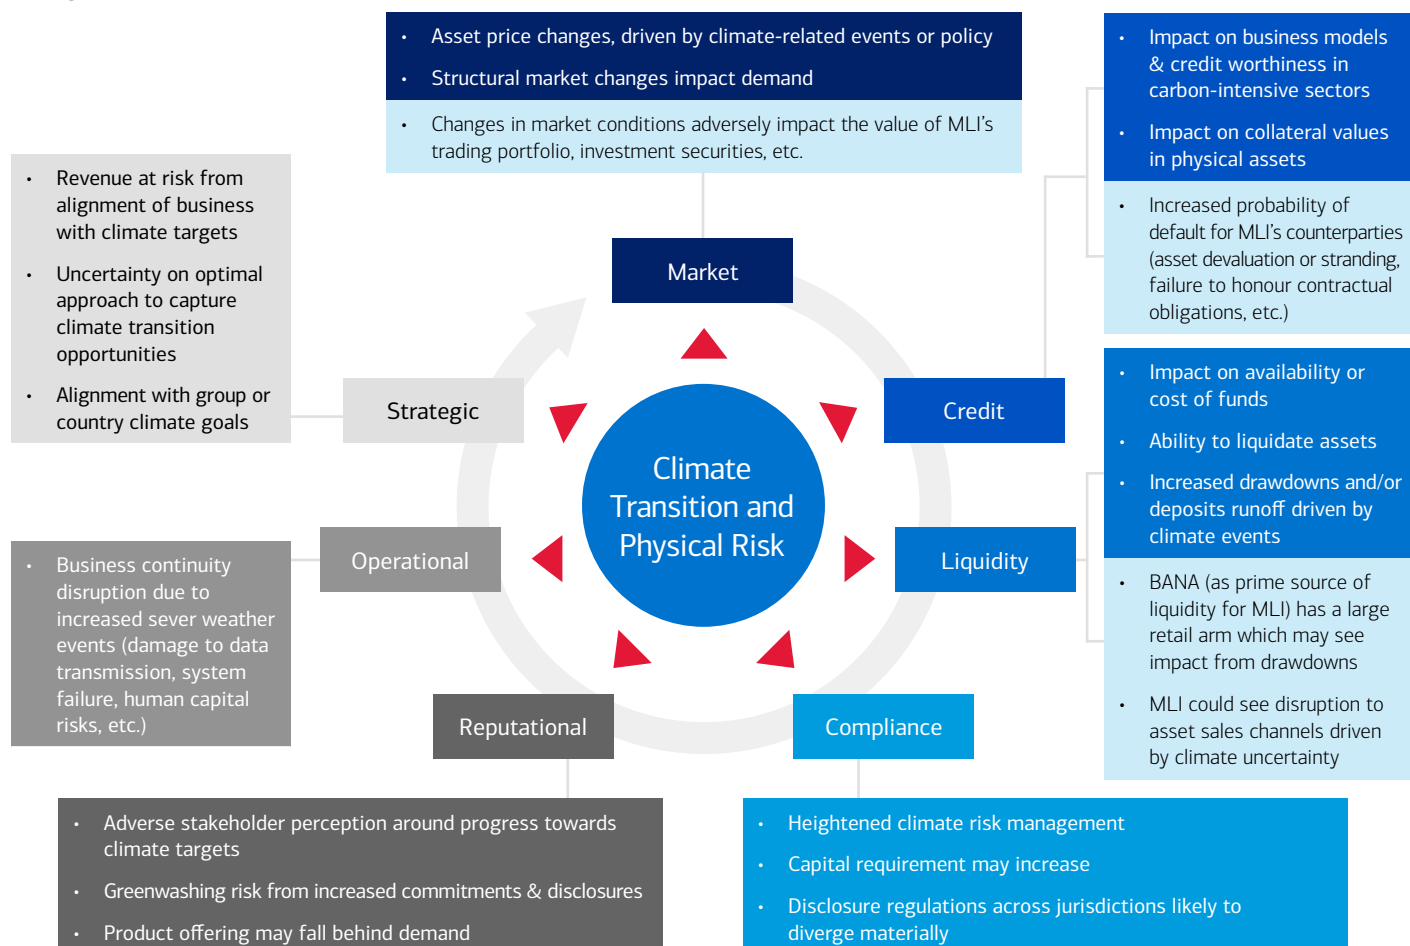 • Asset price changes, driven by climate-related events or policy
• Structural market changes impact demand
• Changes in market conditions adversely impact the value of MLI’s
trading portfolio, investment securities, etc.
• Impact on business models
& credit worthiness in
carbon-intensive sectors
• Impact on collateral values
in physical assets
• Increased probability of
default for MLI’s counterparties
(asset devaluation or stranding,
failure to honour contractual
obligations, etc.)
• Revenue at risk from
alignment of business
with climate targets
• Uncertainty on optimal
approach to capture
climate transition
opportunities
• Alignment with group or
country climate goals
Market
Strategic
Credit
• Impact on availability or
cost of funds
• Ability to liquidate assets
• Increased drawdowns and/or
deposits runoff driven by
climate events
• BANA (as prime source of
liquidity for MLI) has a large
retail arm which may see
impact from drawdowns
• MLI could see disruption to
asset sales channels driven
by climate uncertainty
Climate
Transition and
Physical Risk
Operational
Liquidity
• Business continuity
disruption due to
increased sever weather
events (damage to data
transmission, system
failure, human capital
risks, etc.)
Reputational
Compliance
• Adverse stakeholder perception around progress towards
climate targets
• Greenwashing risk from increased commitments & disclosures
• Product offering may fall behind demand
• Heightened climate risk management
• Capital requirement may increase
• Disclosure regulations across jurisdictions likely to
diverge materially